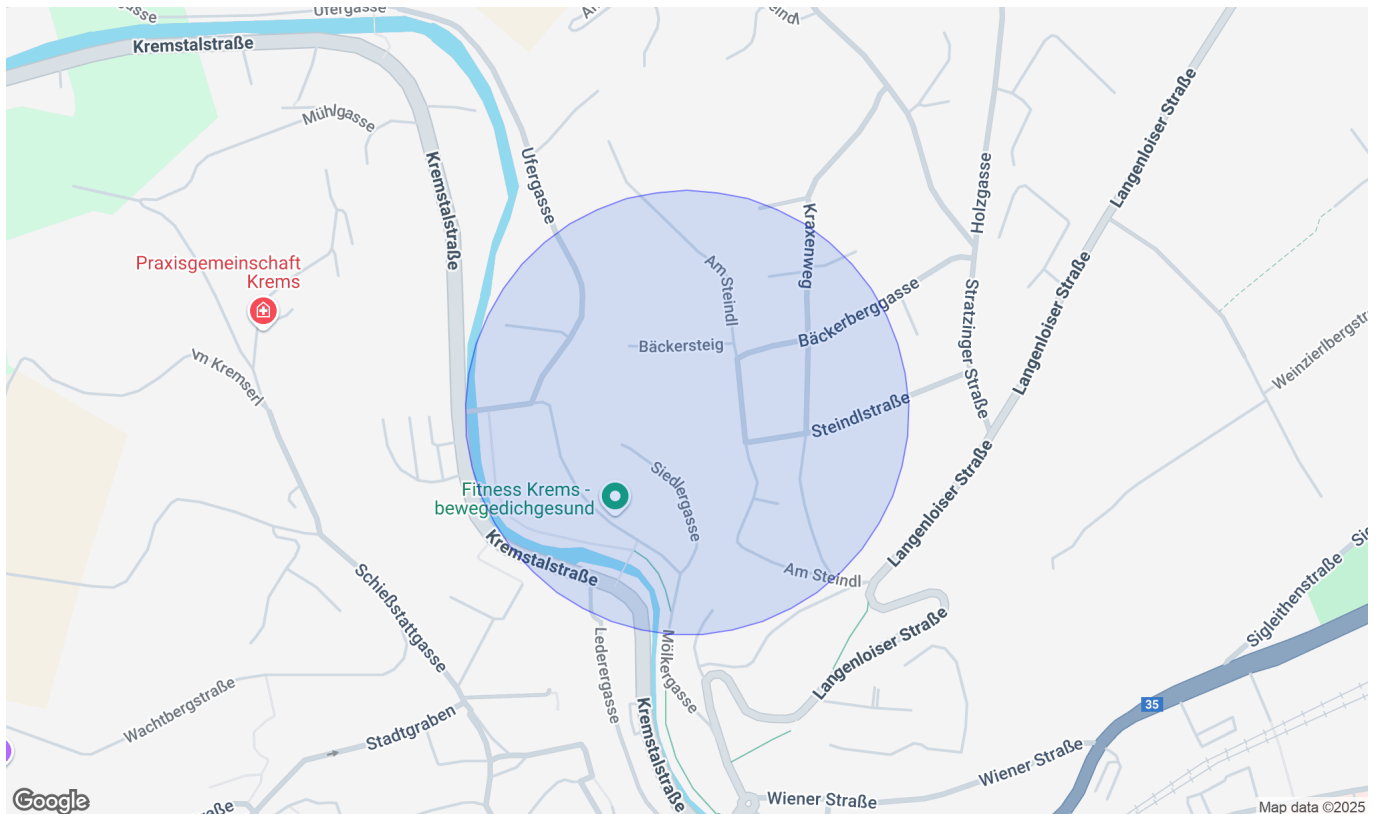 Ufergasse
Kremstalstraße
Mühlgasse
Kremstalstraße
Ufergasse
Holzgasse
Langenloiser Straße
Kraxenweg
Praxisgemeinschaft
Krems
Am Steindl
Bäckerberggasse
Stratzinger Straße
Langenloiser Straße
Bäckersteig
Weinzierlbergstr
m Kremserl
Steindlstraße
Siedlergasse
Fitness Krems -
bewegedichgesund
Langenloiser Straße
Kremstalstraße
Am Steindl
Schießstattgasse
Sigleithenstraße
Langenloiser Straße
Lederergasse
Mölkergasse
Wachtbergstraße
Stadtgraben
Kremstalstraße
35
Wiener Straße
Wiener Straße
Google
Map data ©2025